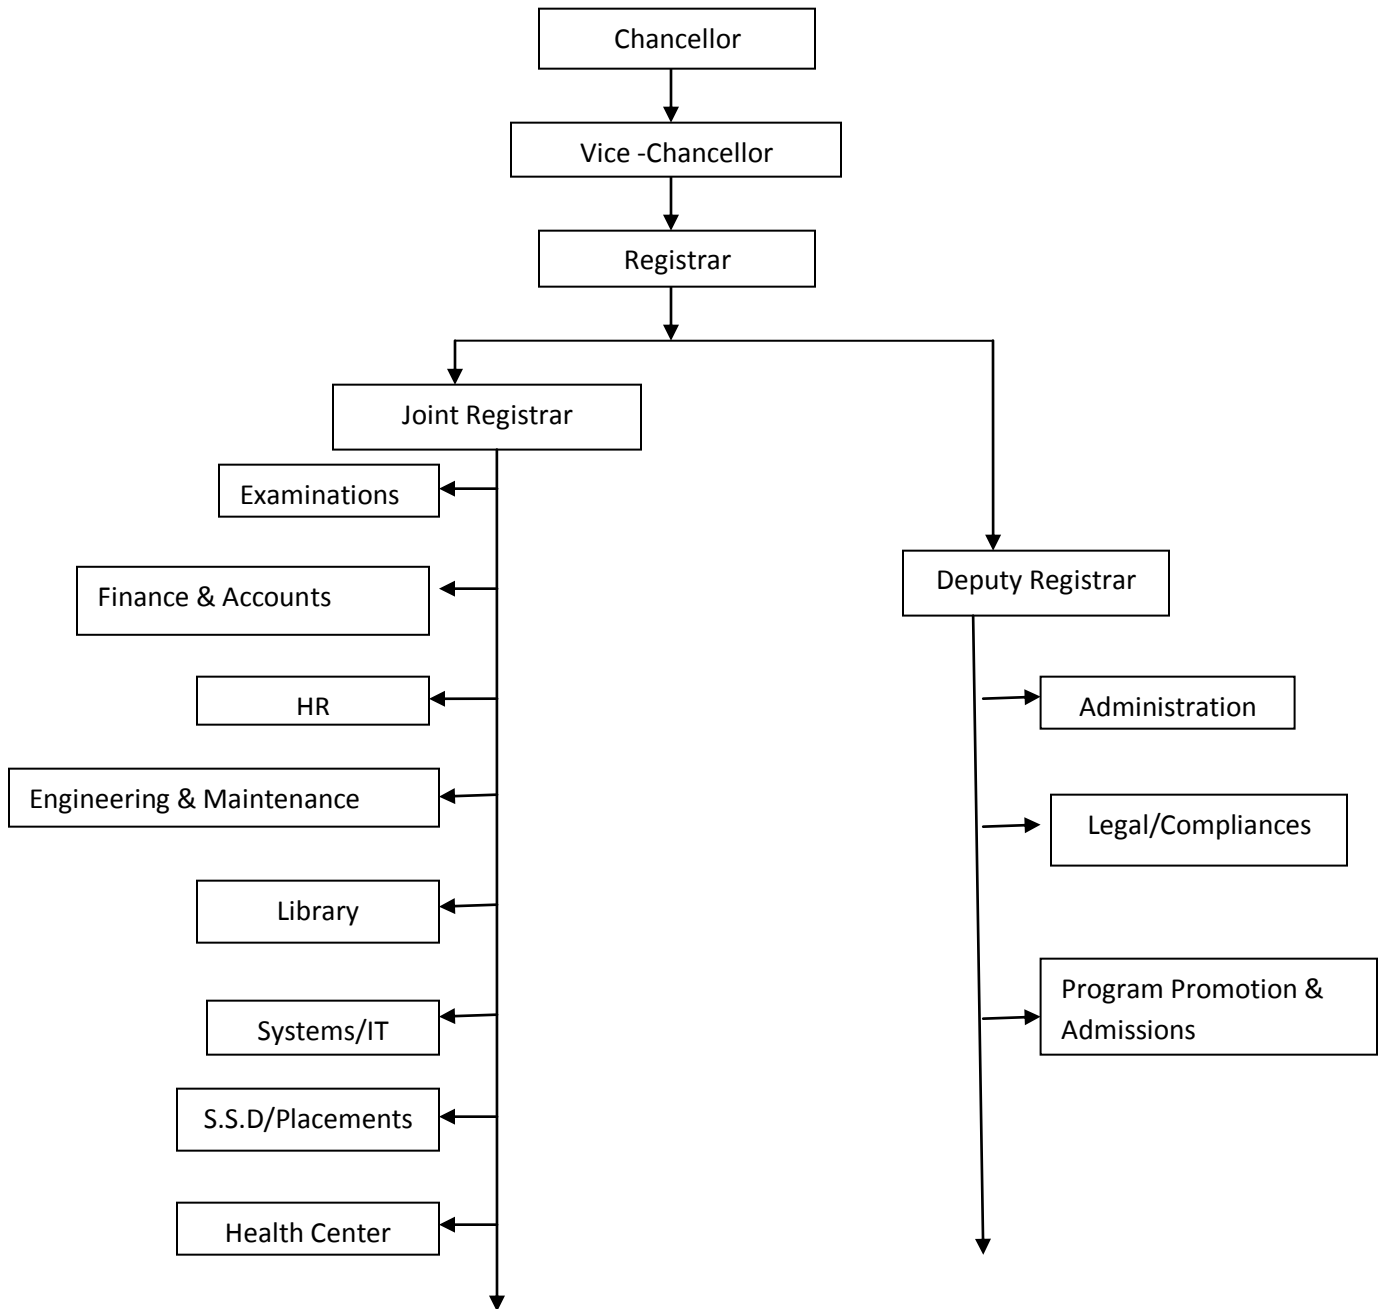 Chancellor
Vice -Chancellor
Registrar
Joint Registrar
Examinations
Finance & Accounts
HR
Engineering & Maintenance
Library
Systems/IT
S.S.D/Placements
Health Center
Deputy Registrar
Administration
Legal/Compliances
Program Promotion &
Admissions